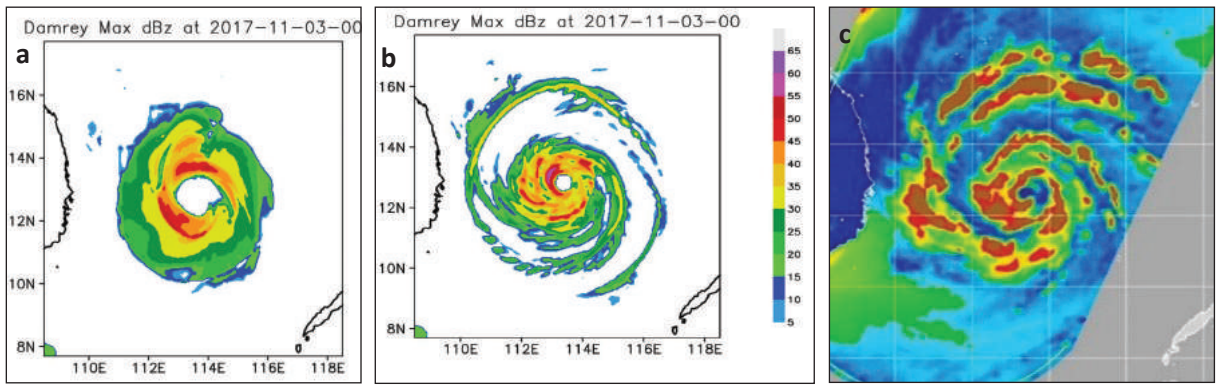 Damrey Max dBz at 2017-11-03-00
a
16N
14N
12N
10N
8N
110E 112E 114E 116E 118E
Damrey Max dBz at 2017-11-03-00
b
16N
14N
12N
10N
8N
110E 112E 114E 116E 118E
65
60
55
50
45
40
35
30
25
20
15
10
5
c